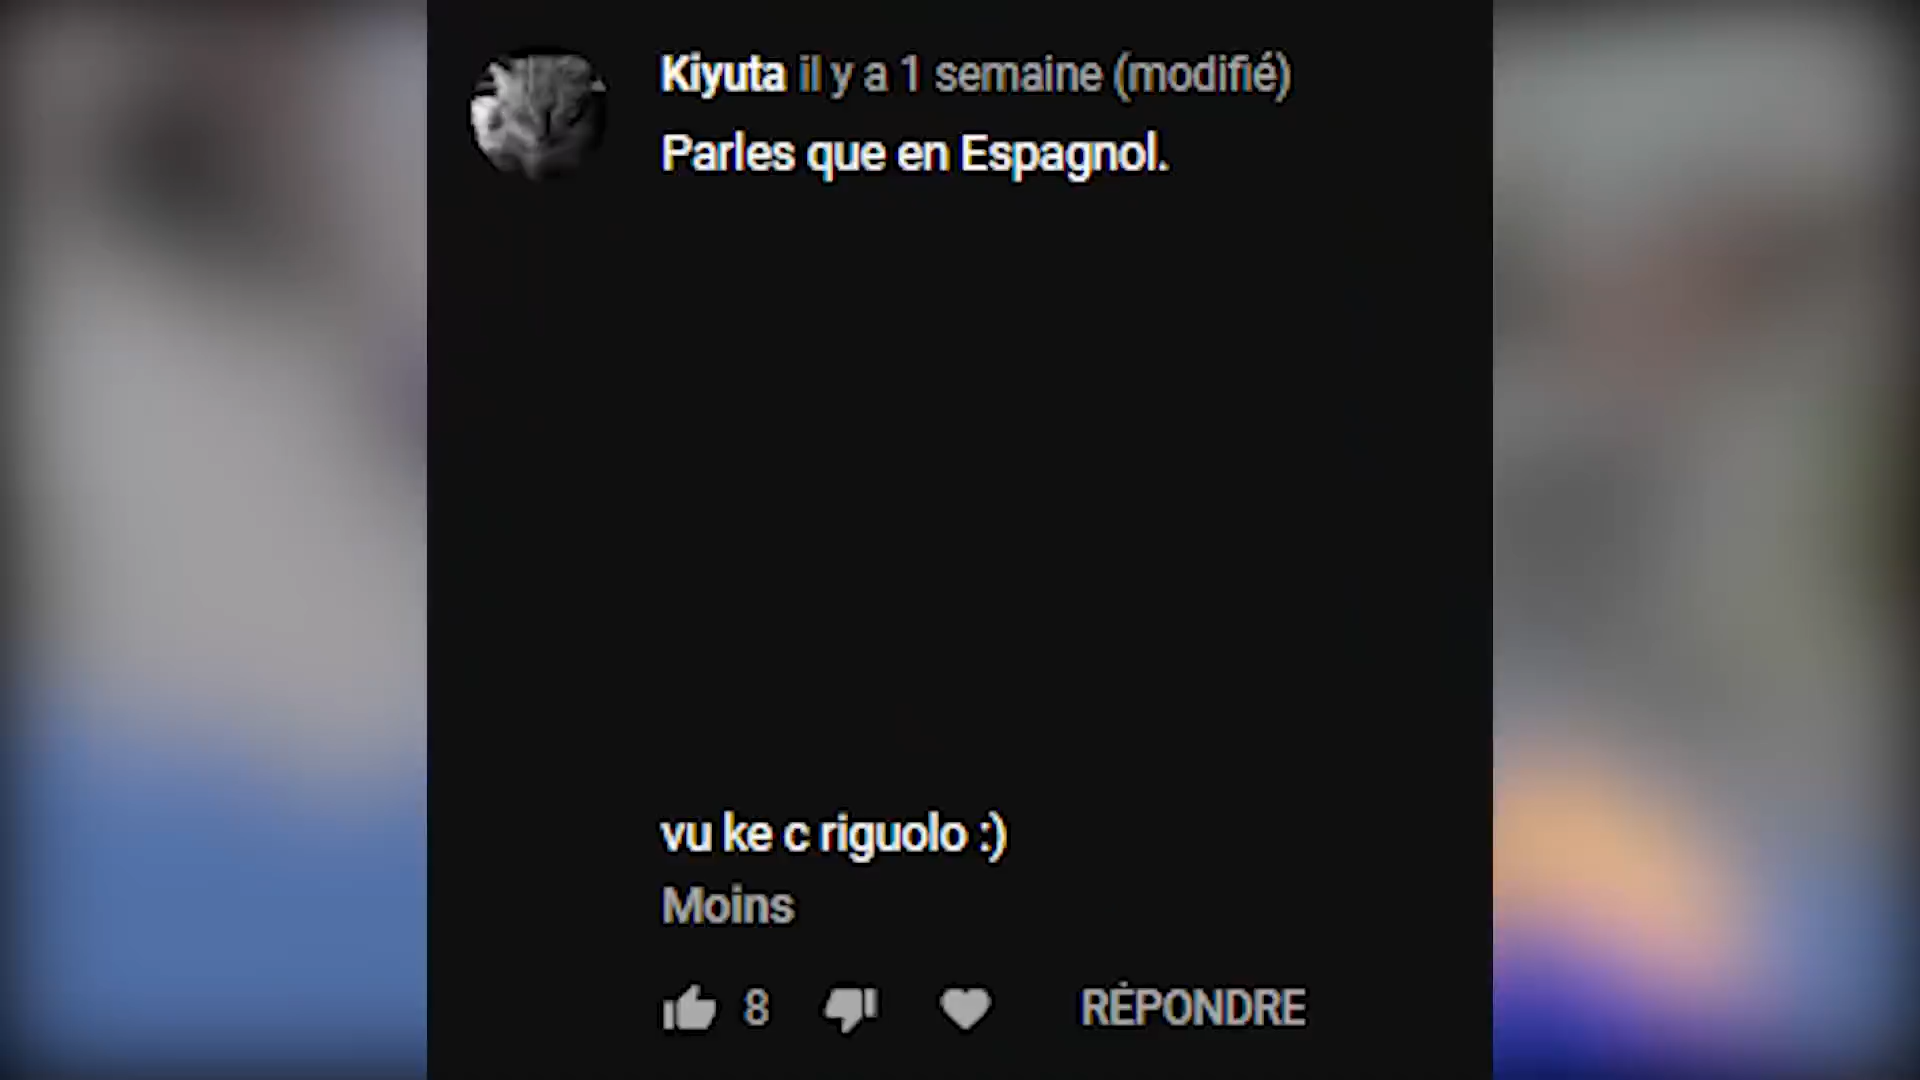 Kiyuta il y a 1 semaine (modifié)
Parles que en Espagnol.
vu ke c riguolo :)
Moins
8 RÉPONDRE